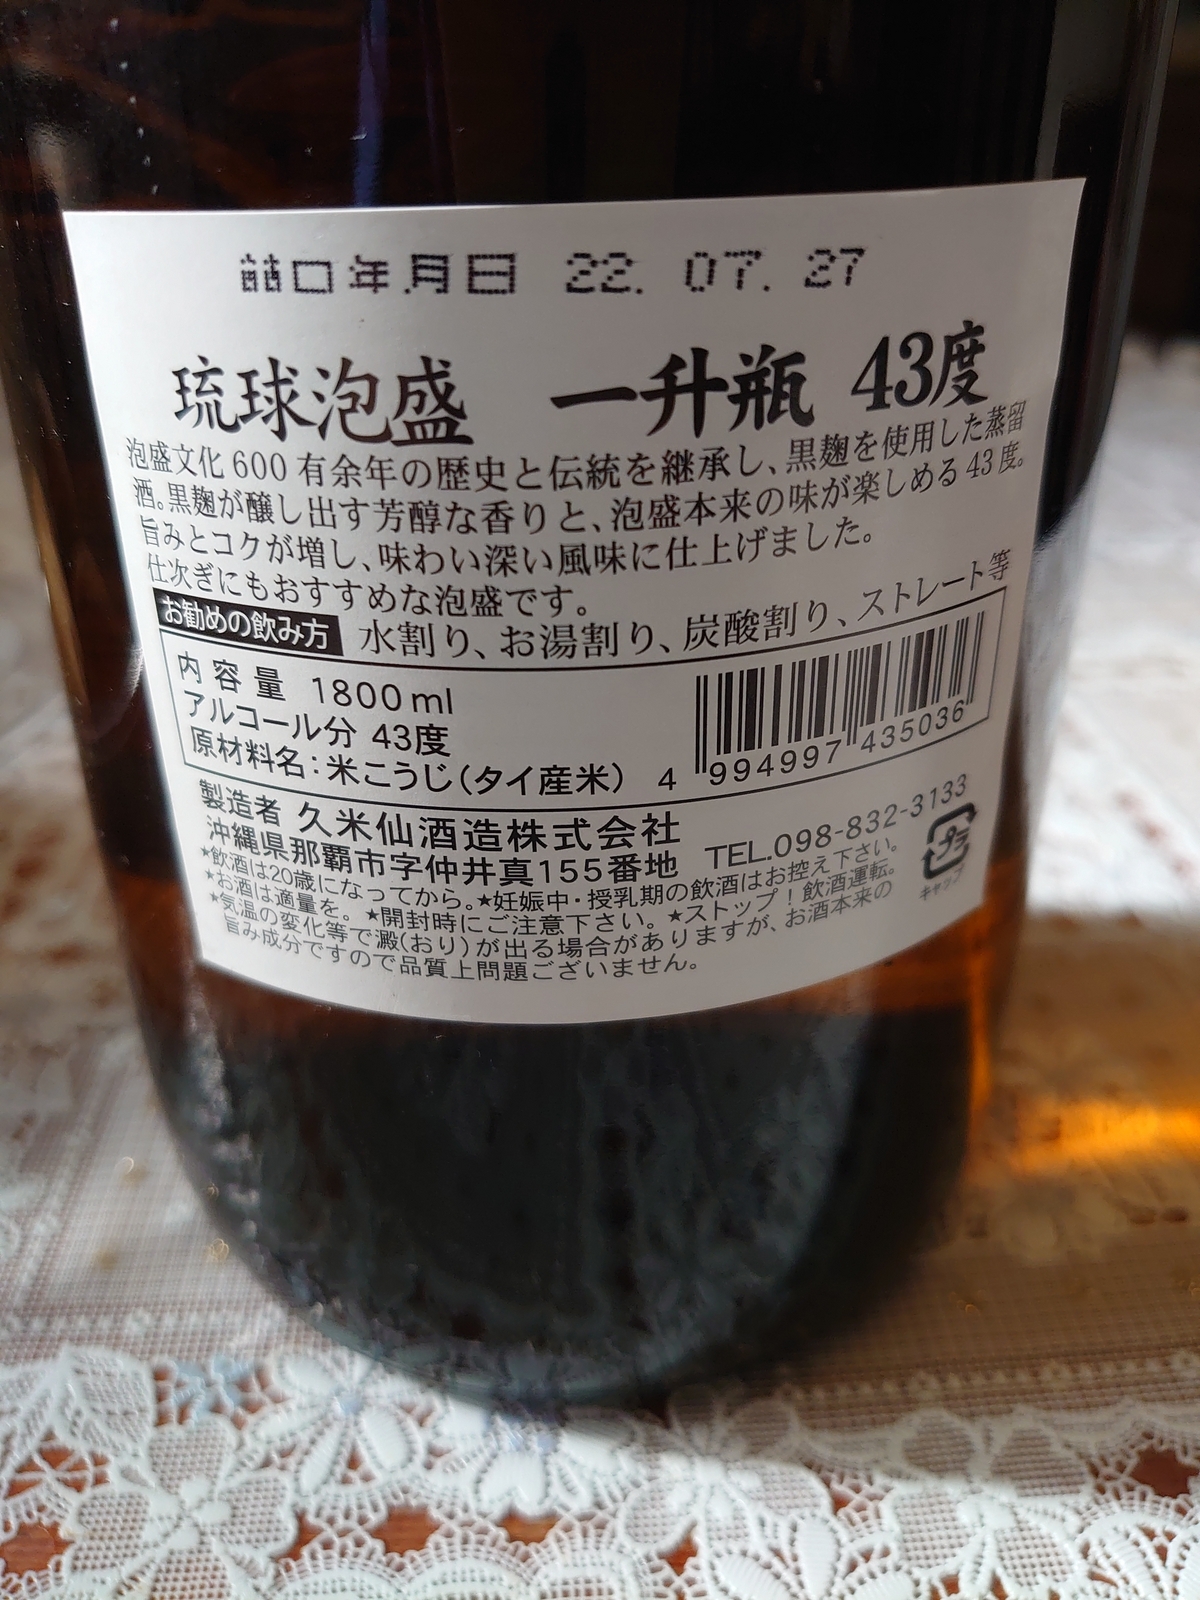 詰口年月日 22. 07. 27
琉球泡盛 一升瓶 43度
泡盛文化600有余年の歴史と伝統を継承し、黒麹を使用した蒸留
酒。黒麹が醸し出す芳醇な香りと、泡盛本来の味が楽しめる43度。
旨みとコクが増し、味わい深い風味に仕上げました。
仕次ぎにもおすすめな泡盛です。
お勧めの飲み方 水割り、お湯割り、炭酸割り、ストレート等
内容量 1800ml
アルコール分 43度
原材料名:米こうじ(タイ産米)
4 994997 435036
製造者 久米仙酒造株式会社
沖縄県那覇市字仲井真155番地 TEL.098-832-3133
★飲酒は20歳になってから。★妊娠中・授乳期の飲酒はお控え下さい。
★お酒は適量を。★開封時にご注意下さい。★ストップ!飲酒運転。
★気温の変化等で澱(おり)が出る場合がありますが、お酒本来の
旨み成分ですので品質上問題ございません。
プラ
キャップ